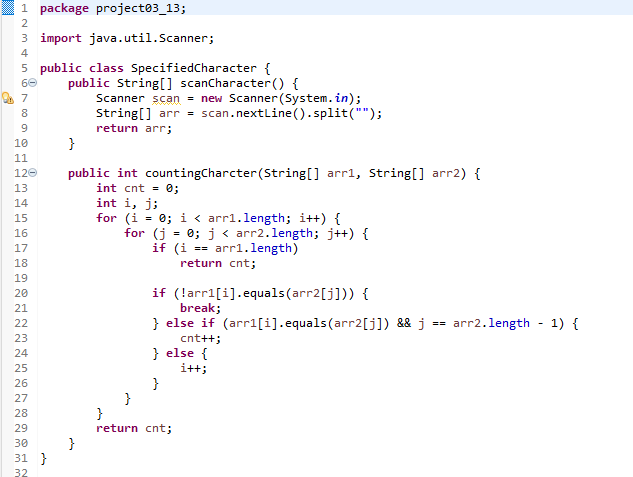 1 package project03_13;
2
3 import java.util.Scanner;
4
5 public class SpecifiedCharacter {
6     public String[] scanCharacter() {
7         Scanner scan = new Scanner(System.in);
8         String[] arr = scan.nextLine().split("");
9         return arr;
10     }
11
12     public int countingCharcter(String[] arr1, String[] arr2) {
13         int cnt = 0;
14         int i, j;
15         for (i = 0; i < arr1.length; i++) {
16             for (j = 0; j < arr2.length; j++) {
17                 if (i == arr1.length)
18                     return cnt;
19
20                 if (!arr1[i].equals(arr2[j])) {
21                     break;
22                 } else if (arr1[i].equals(arr2[j]) && j == arr2.length - 1) {
23                     cnt++;
24                 } else {
25                     i++;
26                 }
27             }
28         }
29         return cnt;
30     }
31 }
32